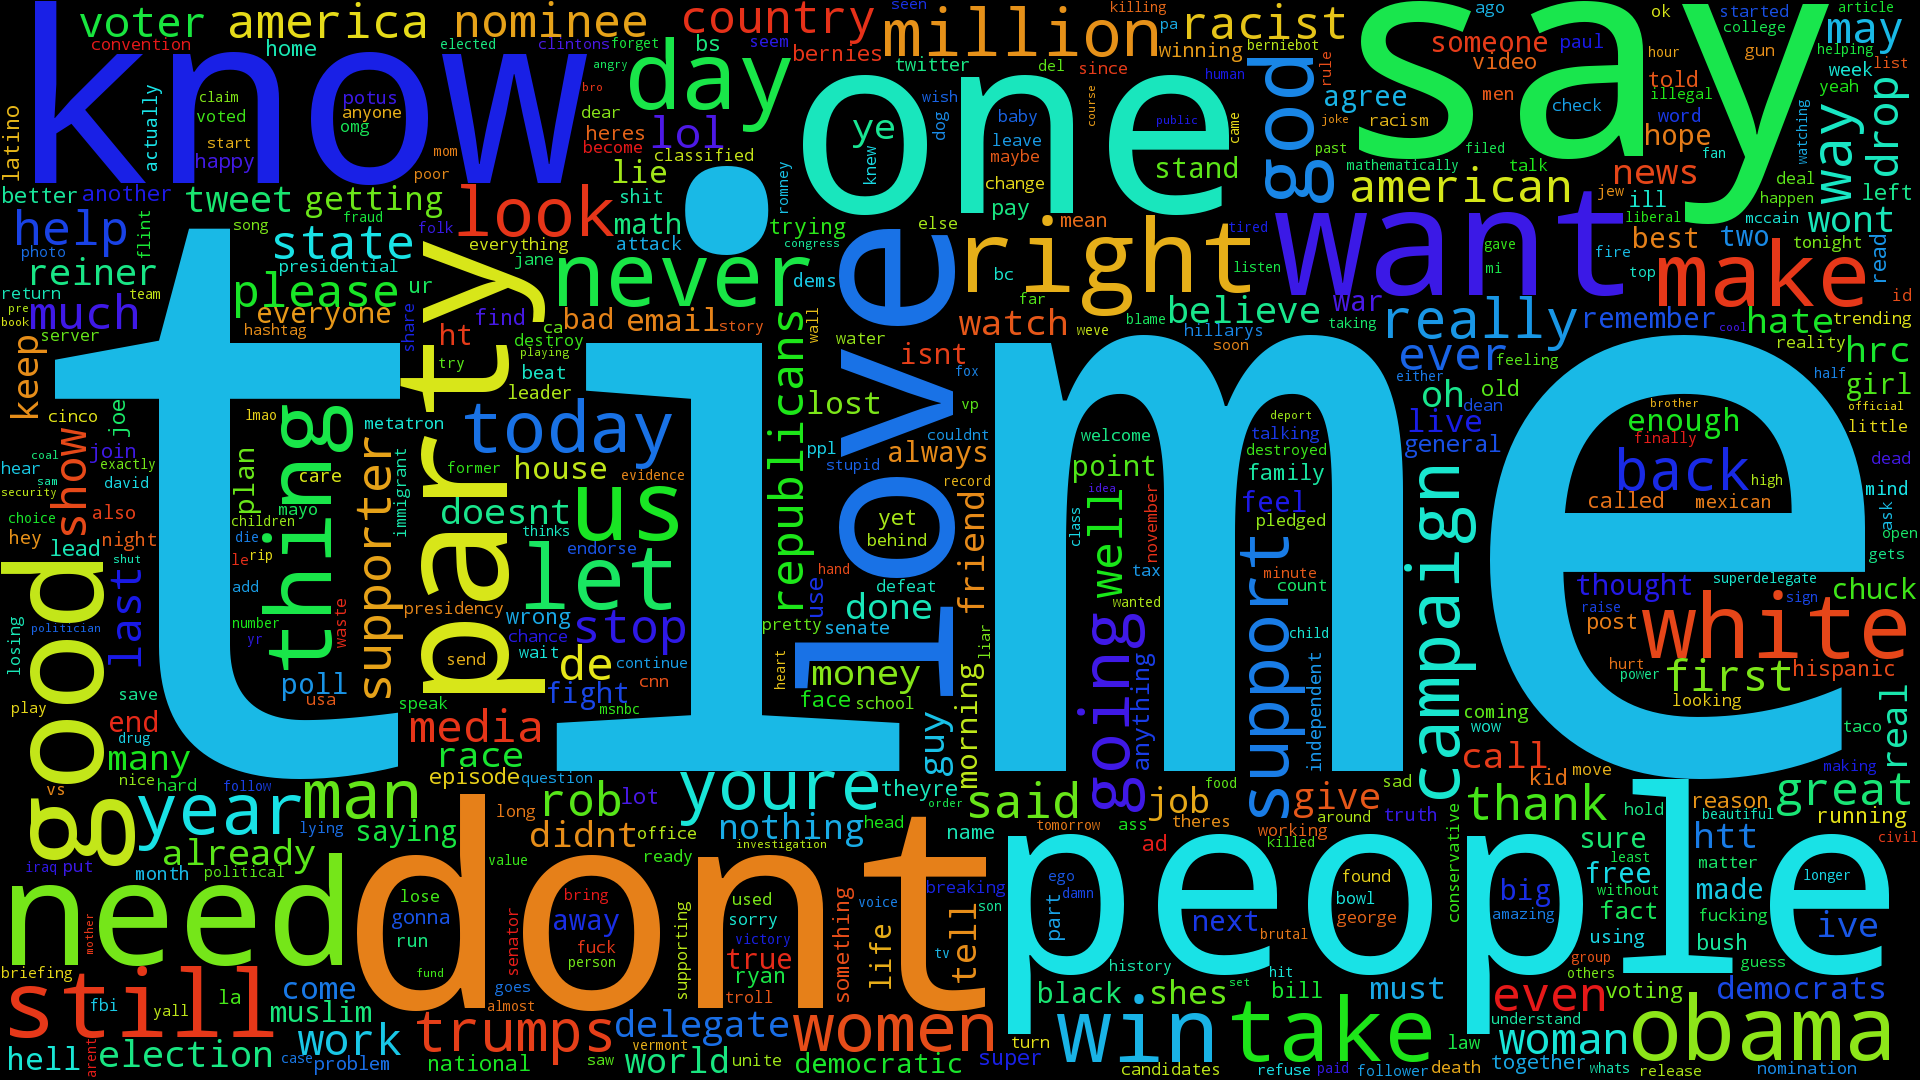 time
know
say
one
dont
people
love
party
want
good
need
right
day
never
look
still
us
let
today
thing
going
support
campaign
white
make
back
obama
take
win
women
trumps
man
year
youre
said
god
way
really
million
country
racist
nominee
america
voter
convention
home
elected
clintons
forget
angry
bro
seen
seem
bs
bernies
twitter
del
since
killing
pa
winning
berniebot
human
ago
ok
started
college
article
may
helping
someone
paul
video
gun
hour
week
list
told
yeah
illegal
agree
men
check
word
hope
drop
watching
rule
joke
racism
past
filed
fan
mathematically
talk
american
news
deal
happen
left
jew
ill
liberal
mccain
wont
best
two
tonight
read
gave
mi
fire
top
id
remember
cool
hate
trending
reality
hrc
ever
feeling
either
half
girl
oh
old
dean
brother
official
little
live
general
enough
finally
called
high
mexican
dead
mind
ask
open
gets
thought
superdelegate
sign
chuck
raise
post
hurt
power
first
hispanic
looking
real
taco
coming
wow
call
kid
move
making
great
thank
hold
reason
beautiful
running
sure
htt
civil
least
matter
free
without
made
longer
big
amazing
fact
fucking
using
bush
ive
group
others
guess
even
voting
democrats
understand
woman
together
whats
release
nomination
law
death
follower
paid
refuse
candidates
turn
super
black
shes
bill
set
hit
must
history
next
brutal
found
bowl
george
ego
damn
part
conservative
around
truth
sad
give
working
killed
job
theres
tomorrow
ass
ad
food
name
order
theyre
head
nothing
investigation
guy
morning
money
face
school
heart
liar
senate
done
defeat
hand
use
pretty
friend
behind
yet
record
always
couldnt
stupid
ppl
lost
vp
fox
isnt
watch
weve
water
wall
republicans
story
email
bad
ca
destroy
find
playing
ht
try
beat
leader
ur
share
please
everyone
hashtag
state
presidential
getting
tweet
song
fraud
folk
everything
jane
math
attack
shit
lie
classified
lol
heres
become
dear
omg
anyone
potus
claim
voted
start
happy
mom
poor
actually
latino
better
another
help
photo
flint
reiner
return
team
pre
book
much
server
keep
cinco
joe
lmao
metatron
show
join
hear
coal
exactly
sam
david
security
choice
also
hey
night
lead
shut
last
plan
care
mayo
children
die
le
rip
add
number
yr
waste
immigrant
supporter
former
house
evidence
doesnt
thinks
endorse
presidency
wrong
chance
stop
wait
de
continue
send
fight
cnn
msnbc
speak
poll
usa
losing
politician
save
play
end
drug
many
nice
hard
vs
follow
media
race
episode
question
long
rob
lot
lying
saying
didnt
office
already
political
month
iraq
put
value
ready
lose
gonna
run
fund
bring
away
fuck
person
used
sorry
victory
true
ryan
troll
supporting
something
life
voice
breaking
son
tv
tell
senator
goes
almost
mother
briefing
fbi
yall
la
come
muslim
work
hell
election
arent
case
problem
national
saw
delegate
vermont
world
unite
democratic
ye
knew
romney
trying
congress
dems
wish
dog
baby
leave
maybe
change
course
public
came
stand
pay
mean
else
bc
far
tired
listen
believe
blame
hillarys
war
taking
soon
welcome
point
idea
class
well
november
tax
wanted
anything
deport
talking
destroyed
family
feel
pledged
minute
count
child
independent